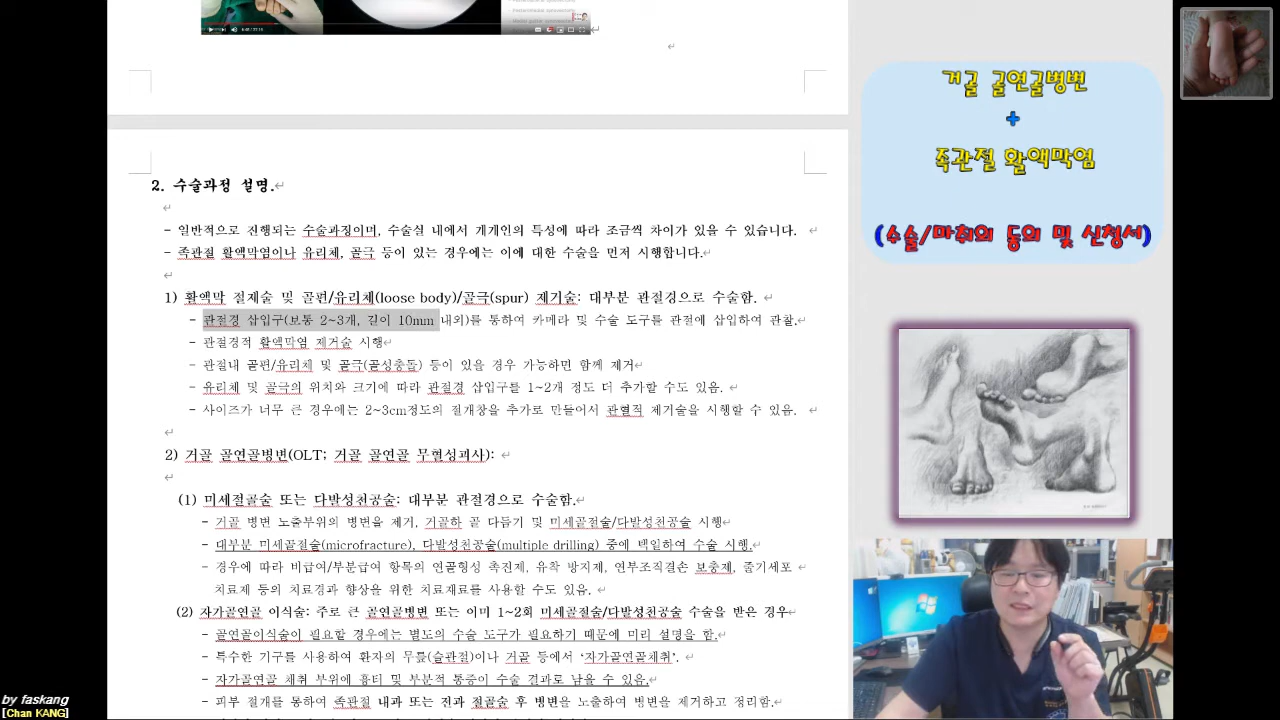 2. 수술과정 설명.
- 일반적으로 진행되는 수술과정이며, 수술실 내에서 개개인의 특성에 따라 조금씩 차이가 있을 수 있습니다.
- 족관절 활액막염이나 유리체, 골극 등이 있는 경우에는 이에 대한 수술을 먼저 시행합니다.
1) 활액막 절제술 및 골편/유리체(loose body)/골극(spur) 제거술: 대부분 관절경으로 수술함.
- 관절경 삽입구(보통 2~3개, 길이 10mm 내외)를 통하여 카메라 및 수술 도구를 관절에 삽입하여 관찰.
- 관절경적 활액막염 제거술 시행
- 관절내 골편/유리체 및 골극(골성충돌) 등이 있을 경우 가능하면 함께 제거
- 유리체 및 골극의 위치와 크기에 따라 관절경 삽입구를 1~2개 정도 더 추가할 수도 있음.
- 사이즈가 너무 큰 경우에는 2~3cm정도의 절개창을 추가로 만들어서 관혈적 제거술을 시행할 수 있음.
2) 거골 골연골병변(OLT; 거골 골연골 무혈성괴사):
(1) 미세절골술 또는 다발성천공술: 대부분 관절경으로 수술함.
- 거골 병변 노출부위의 병변을 제거, 거골하 골 다듬기 및 미세골절술/다발성천공술 시행
- 대부분 미세골절술(microfracture), 다발성천공술(multiple drilling) 중에 택일하여 수술 시행.
- 경우에 따라 비급여/부분급여 항목의 연골형성 촉진제, 유착 방지제, 연부조직결손 보충제, 줄기세포
치료제 등의 치료결과 향상을 위한 치료재료를 사용할 수도 있음.
(2) 자가골연골 이식술: 주로 큰 골연골병변 또는 이미 1~2회 미세골절술/다발성천공술 수술을 받은 경우
- 골연골이식술이 필요할 경우에는 별도의 수술 도구가 필요하기 때문에 미리 설명을 함.
- 특수한 기구를 사용하여 환자의 무릎(슬관절)이나 거골 등에서 '자가골연골채취'.
- 자가골연골 채취 부위에 흉터 및 부분적 통증이 수술 결과로 남을 수 있음.
- 피부 절개를 통하여 족관절 내과 또는 전과 절골술 후 병변을 노출하여 병변을 제거하고 정리함.
거골 골연골병변
+
족관절 활액막염
(수술/마취의 동의 및 신청서)
by faskang
[Chan KANG]